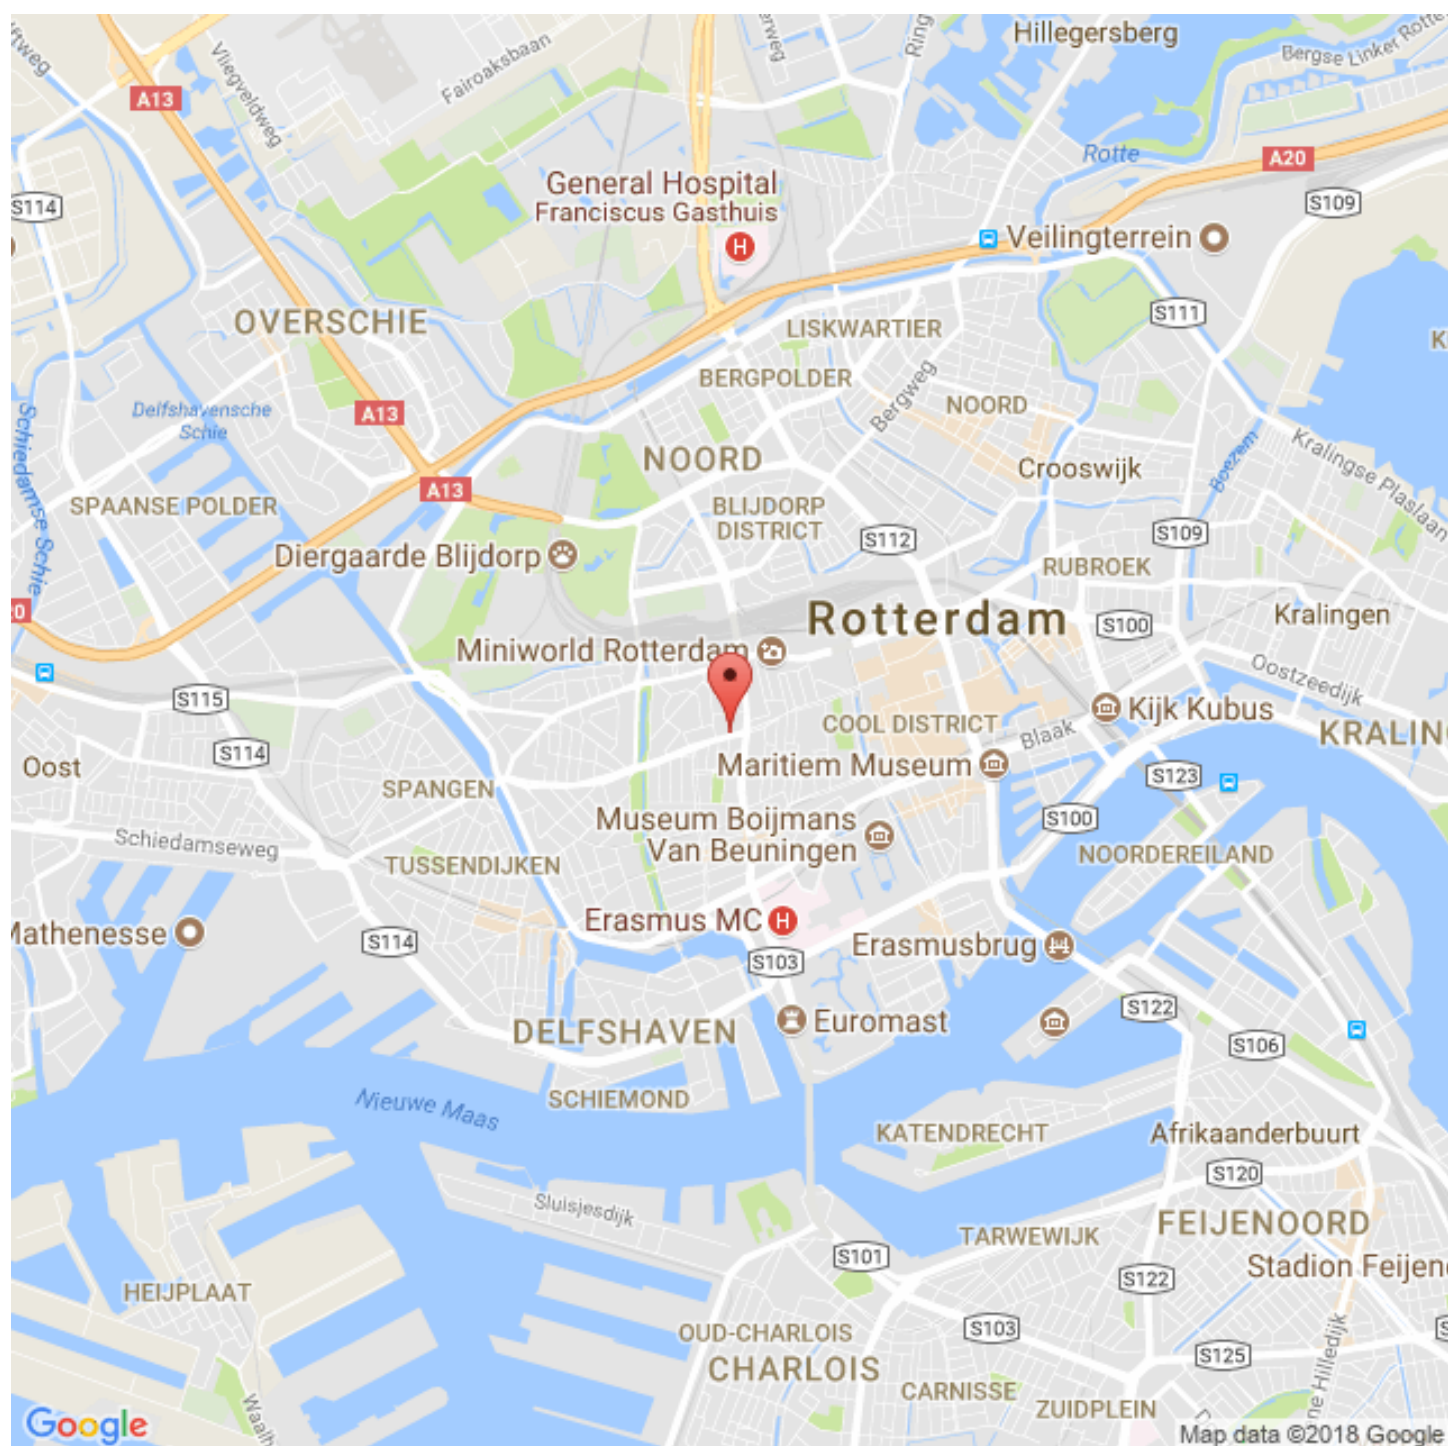 Hillegersberg
Bergse Linker Rotte
Ring
Fairoaksbaan
Vliegveldweg
A13
Rotte
A20
General Hospital
Franciscus Gasthuis
H
S114
S109
Veilingterrein
OVERSCHIE
LISKWARTIER
S111
BERGPOLDER
Bergweg
NOORD
Delfshavensche
Schie
A13
Schiedamse Schie
NOORD
Crooswijk
Boezem
Kralingse Plaslaan
A13
SPAANSE POLDER
BLIJDORP
DISTRICT
S112
S109
Diergaarde Blijdorp
RUBROEK
Rotterdam
S100
Kralingen
Miniworld Rotterdam
Oostzeedijk
S115
COOL DISTRICT
Blaak
Kijk Kubus
S114
Oost
Maritiem Museum
S123
SPANGEN
Museum Boijmans
Van Beuningen
S100
Schiedamseweg
TUSSENDIJKEN
NOORDEREILAND
Mathenesse
Erasmus MC
H
S114
S103
Erasmusbrug
DELFSHAVEN
Euromast
S122
S106
SCHIEMOND
Nieuwe Maas
KATENDRECHT
Afrikaanderbuurt
S120
Sluisjesdijk
TARWEWIJK
FEIJENOORD
S101
S122
Stadion Feijen
HEIJPLAAT
OUD-CHARLOIS
S103
CHARLOIS
S125
CARNISSE
ZUIDPLEIN
Google
Map data ©2018 Google